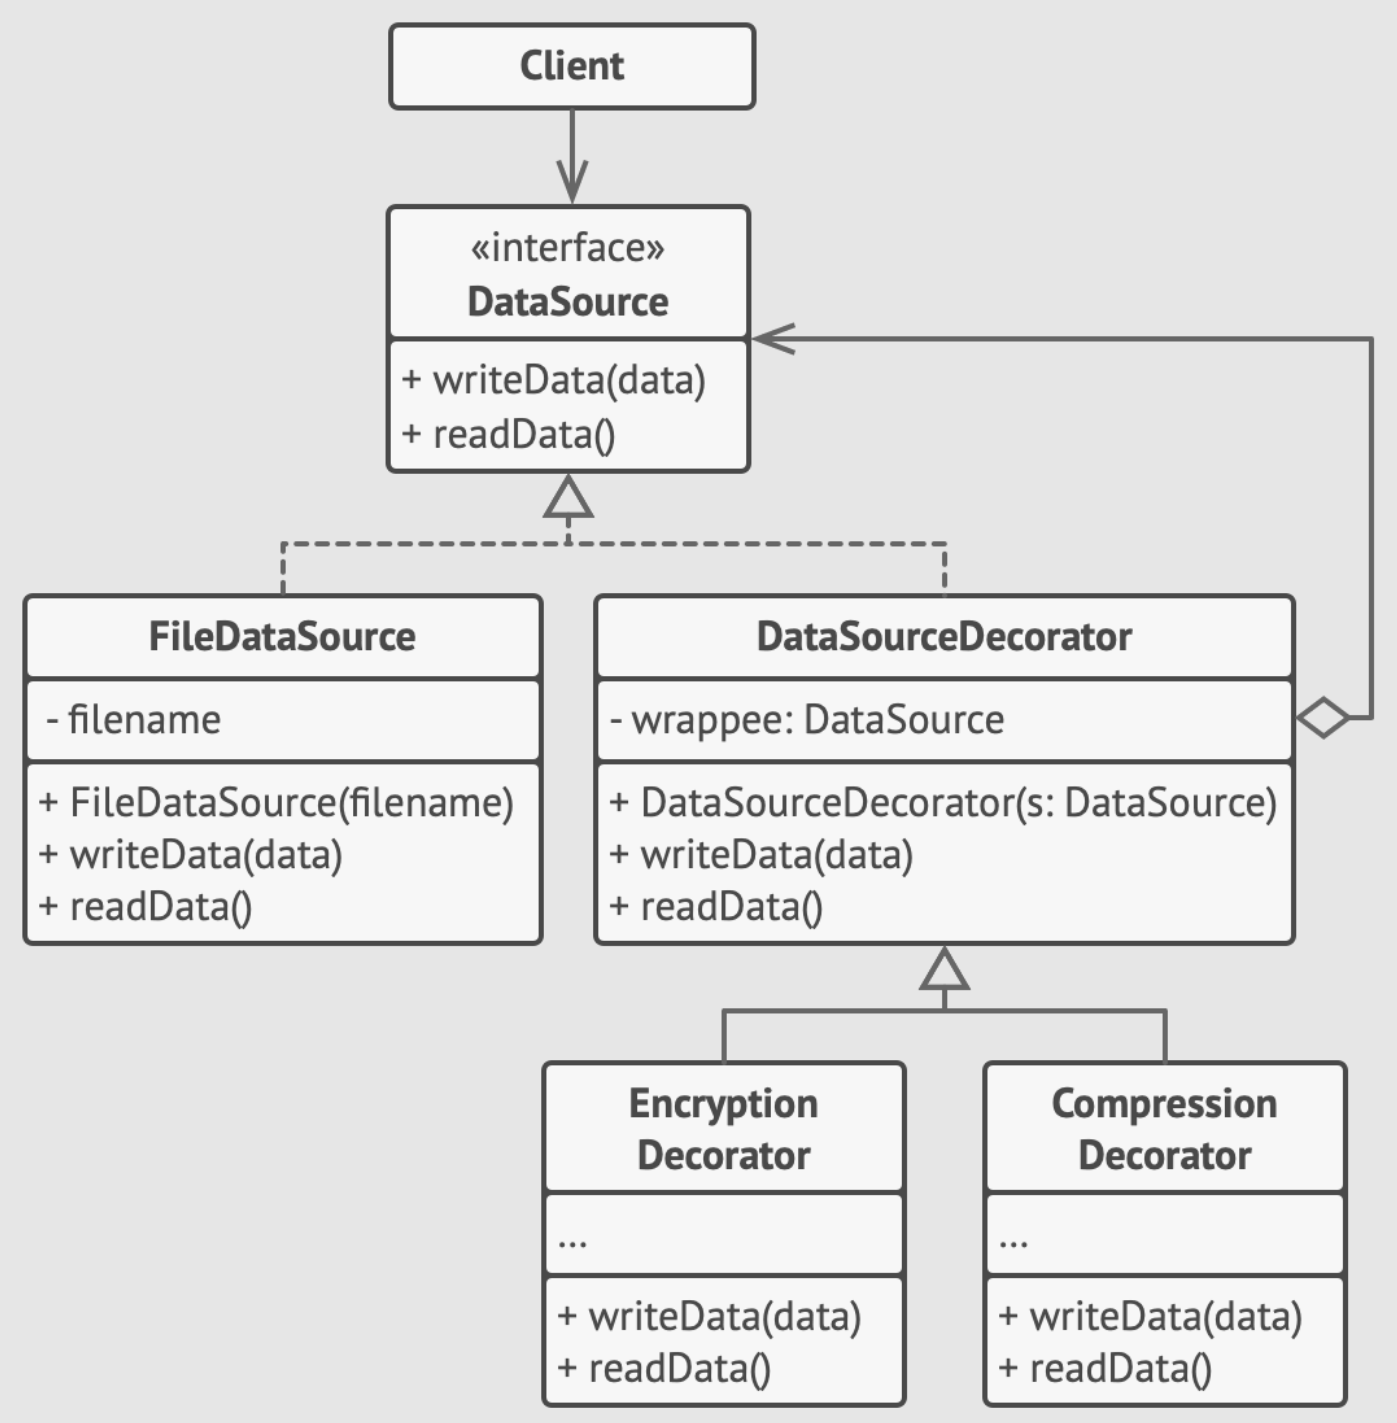 Client
«interface»
DataSource
+ writeData(data)
+ readData()
FileDataSource
- filename
+ FileDataSource(filename)
+ writeData(data)
+ readData()
DataSourceDecorator
- wrappee: DataSource
+ DataSourceDecorator(s: DataSource)
+ writeData(data)
+ readData()
Encryption
Decorator
...
+ writeData(data)
+ readData()
Compression
Decorator
...
+ writeData(data)
+ readData()